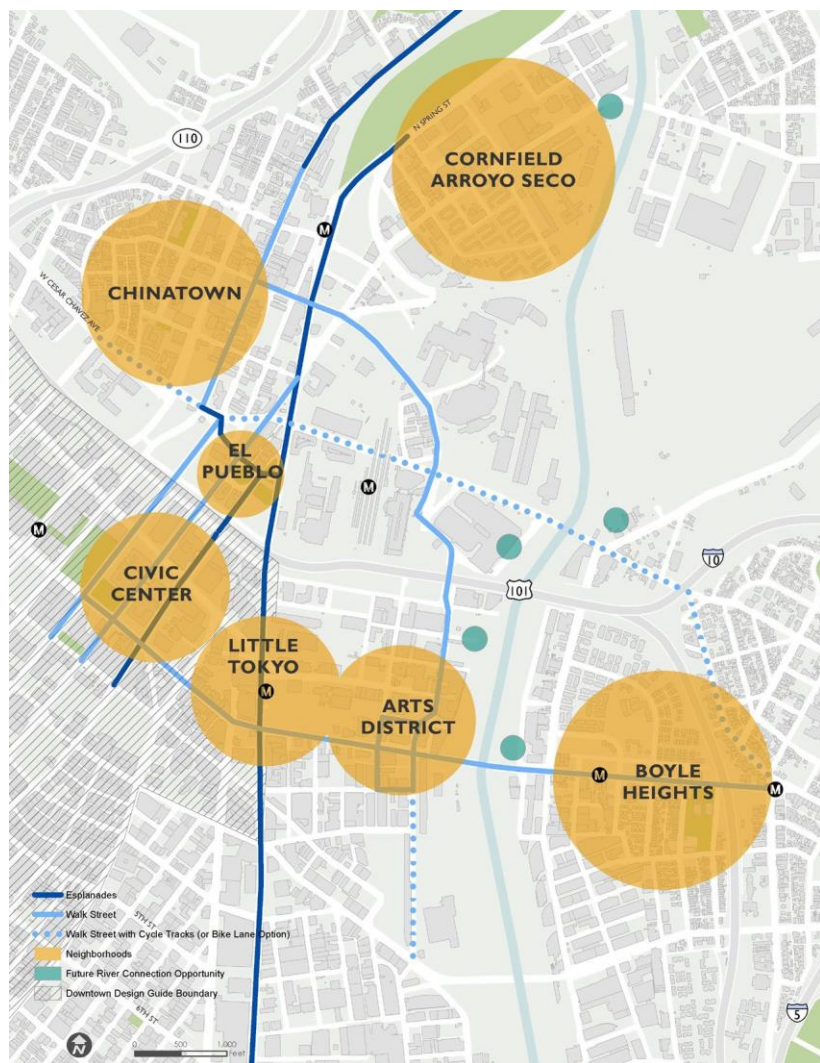 N SPRING ST
110
CORNFIELD
ARROYO SECO
M
CHINATOWN
W CESAR CHAVEZ AVE
EL
PUEBLO
M
M
10
CIVIC
CENTER
101
LITTLE
TOKYO
M
ARTS
DISTRICT
BOYLE
HEIGHTS
M
M
Esplanades
Walk Street
Walk Street with Cycle Tracks (or Bike Lane Option)
Neighborhoods
Future River Connection Opportunity
Downtown Design Guide Boundary
5TH ST
6TH ST
5
N
0 500 1,000
Feet